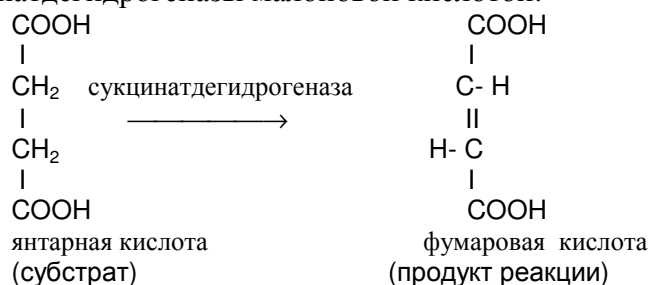 COOH COOH
I I
CH₂ сукцинатдегидрогеназа C- H
I ⎯⎯⎯⎯⎯→ II
CH₂ H- C
I I
COOH COOH
янтарная кислота фумаровая кислота
(субстрат) (продукт реакции)